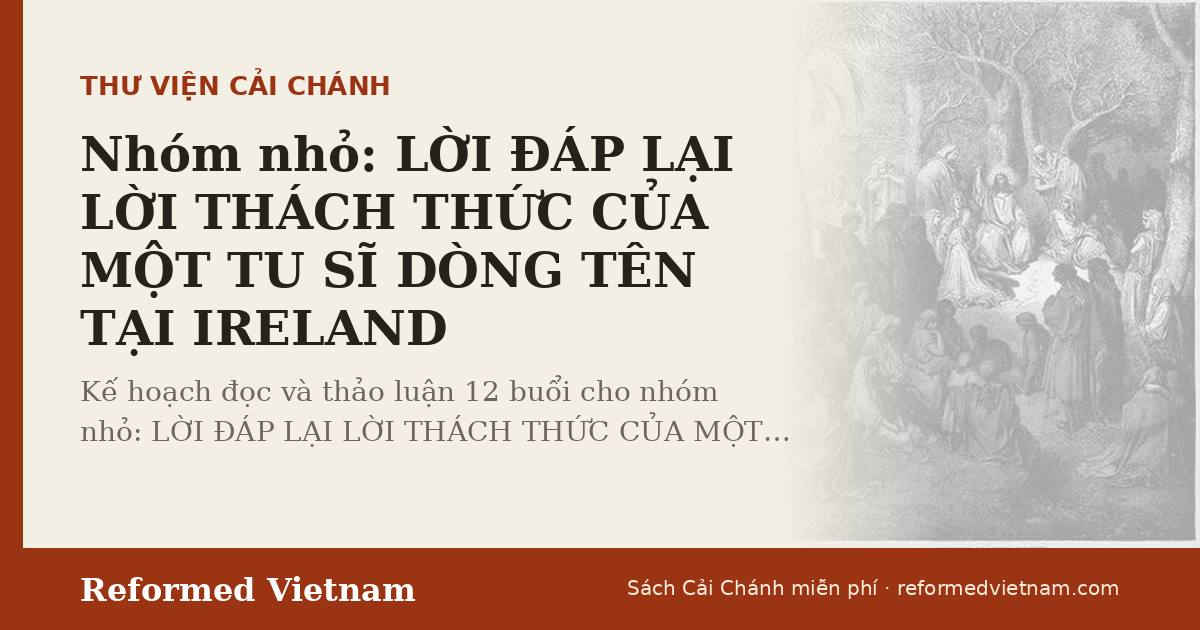 THƯ VIỆN CẢI CHÁNH
Nhóm nhỏ: LỜI ĐÁP LẠI
LỜI THÁCH THỨC CỦA
MỘT TU SĨ DÒNG TÊN
TẠI IRELAND
Kế hoạch đọc và thảo luận 12 buổi cho nhóm
nhỏ: LỜI ĐÁP LẠI LỜI THÁCH THỨC CỦA MỘT...
Reformed Vietnam
Sách Cải Chánh miễn phí · reformedvietnam.com